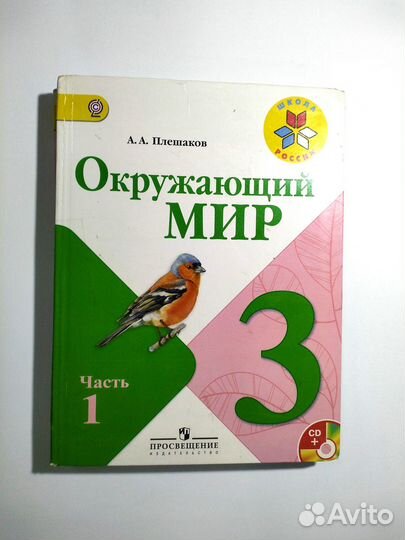 ШКОЛА
РОССИИ
А. А. Плешаков
Окружающий
МИР
3
Часть
1
CD
+
ПРОСВЕЩЕНИЕ
ИЗДАТЕЛЬСТВО
Avito